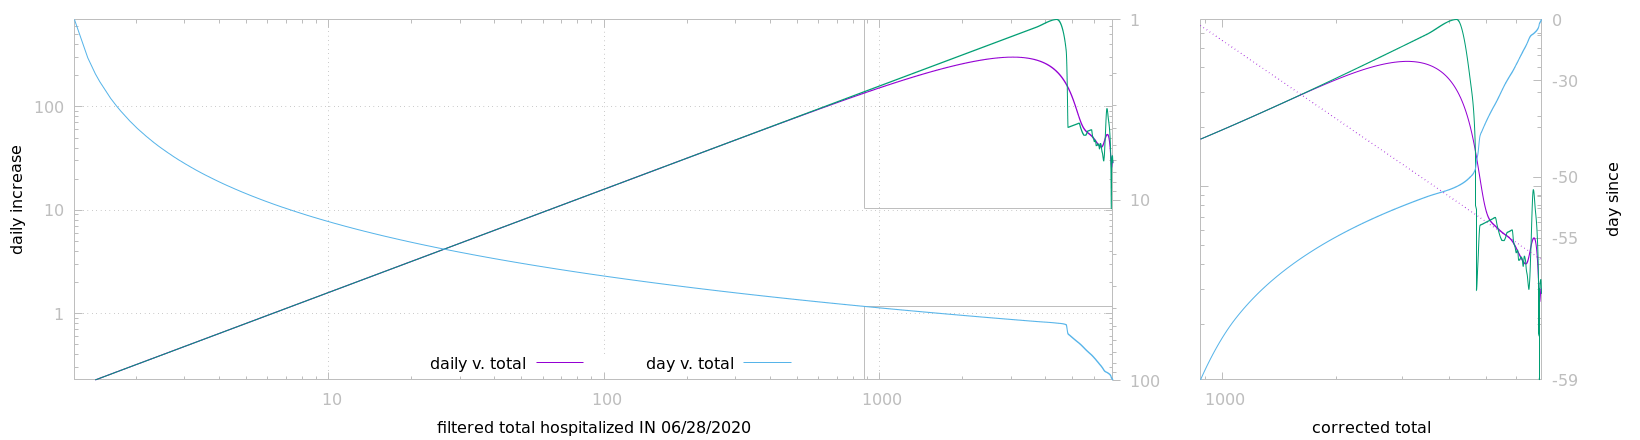 daily increase
100
10
1
10
100
1000
1
10
100
daily v. total
day v. total
filtered total hospitalized IN 06/28/2020
1000
0
-30
-50
-55
-59
day since
corrected total